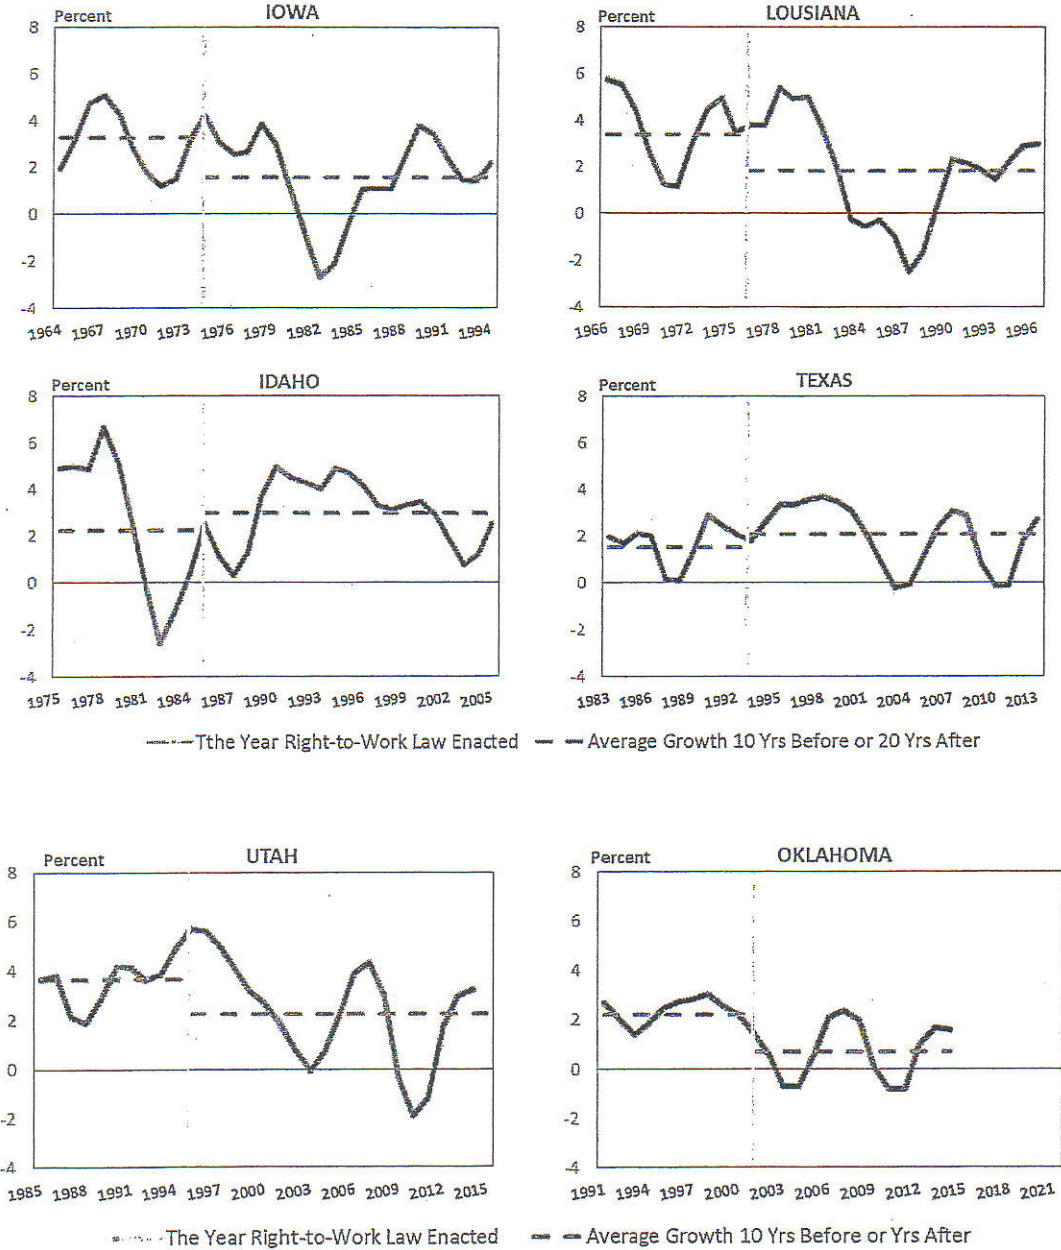 IOWA
Percent
8
6
4
2
0
-2
-4
1964 1967 1970 1973 1976 1979 1982 1985 1988 1991 1994
LOUSIANA
Percent
8
6
4
2
0
-2
-4
1966 1969 1972 1975 1978 1981 1984 1987 1990 1993 1996
IDAHO
Percent
8
6
4
2
0
-2
-4
1975 1978 1981 1984 1987 1990 1993 1996 1999 2002 2005
TEXAS
Percent
8
6
4
2
0
-2
-4
1983 1986 1989 1992 1995 1998 2001 2004 2007 2010 2013
Tthe Year Right-to-Work Law Enacted Average Growth 10 Yrs Before or 20 Yrs After
UTAH
Percent
8
6
4
2
0
-2
-4
1985 1988 1991 1994 1997 2000 2003 2006 2009 2012 2015
OKLAHOMA
Percent
8
6
4
2
0
-2
-4
1991 1994 1997 2000 2003 2006 2009 2012 2015 2018 2021
The Year Right-to-Work Law Enacted Average Growth 10 Yrs Before or Yrs After